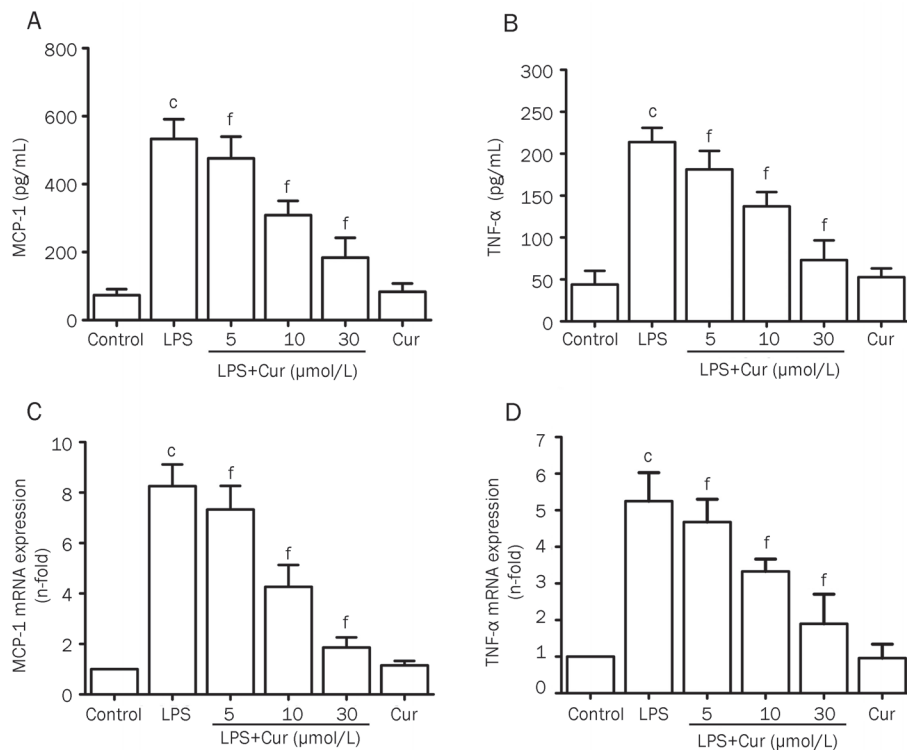 A
MCP-1 (pg/mL)
800
600
400
200
0
c
f
f
f
Control LPS 5 10 30 Cur
LPS+Cur (μmol/L)
B
TNF-α (pg/mL)
300
250
200
150
100
50
0
c
f
f
f
Control LPS 5 10 30 Cur
LPS+Cur (μmol/L)
C
MCP-1 mRNA expression
(n-fold)
10
8
6
4
2
0
c
f
f
f
Control LPS 5 10 30 Cur
LPS+Cur (μmol/L)
D
TNF-α mRNA expression
(n-fold)
7
6
5
4
3
2
1
0
c
f
f
f
Control LPS 5 10 30 Cur
LPS+Cur (μmol/L)